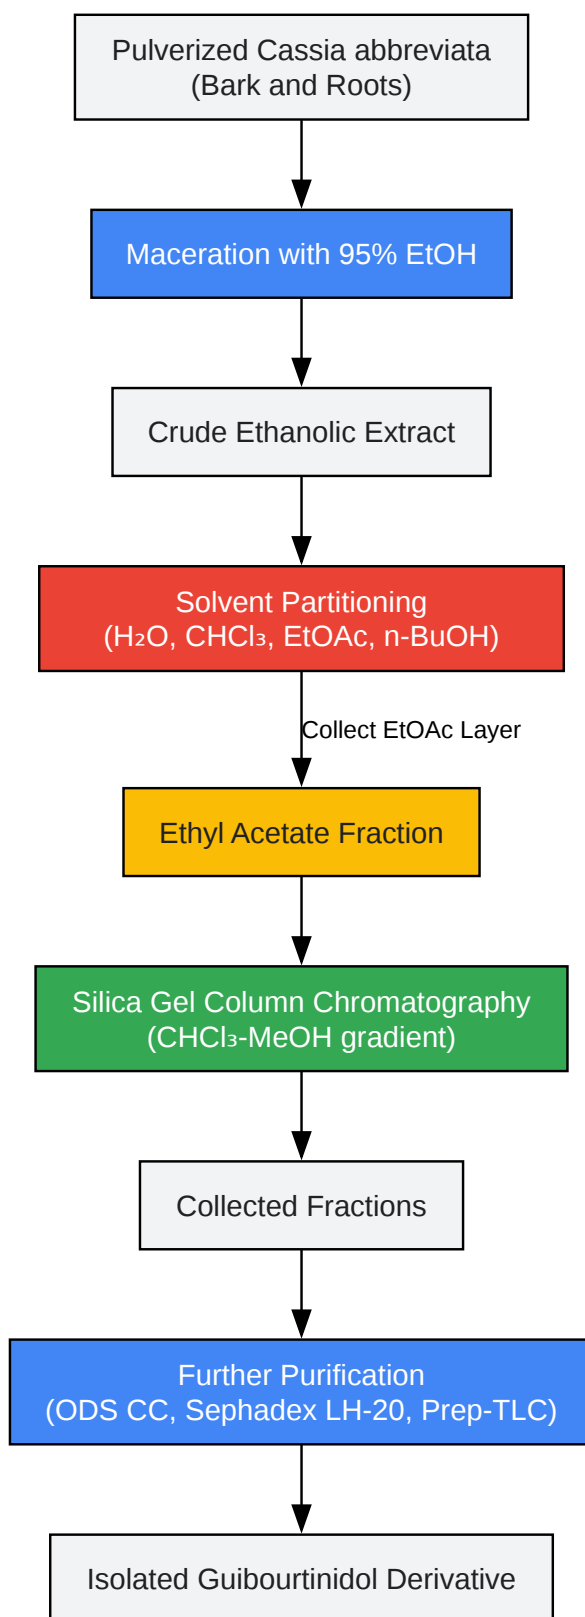 Pulverized Cassia abbreviata
(Bark and Roots)
Maceration with 95% EtOH
Crude Ethanolic Extract
Solvent Partitioning
(H₂O, CHCl₃, EtOAc, n-BuOH)
Collect EtOAc Layer
Ethyl Acetate Fraction
Silica Gel Column Chromatography
(CHCl₃-MeOH gradient)
Collected Fractions
Further Purification
(ODS CC, Sephadex LH-20, Prep-TLC)
Isolated Guibourtinidol Derivative